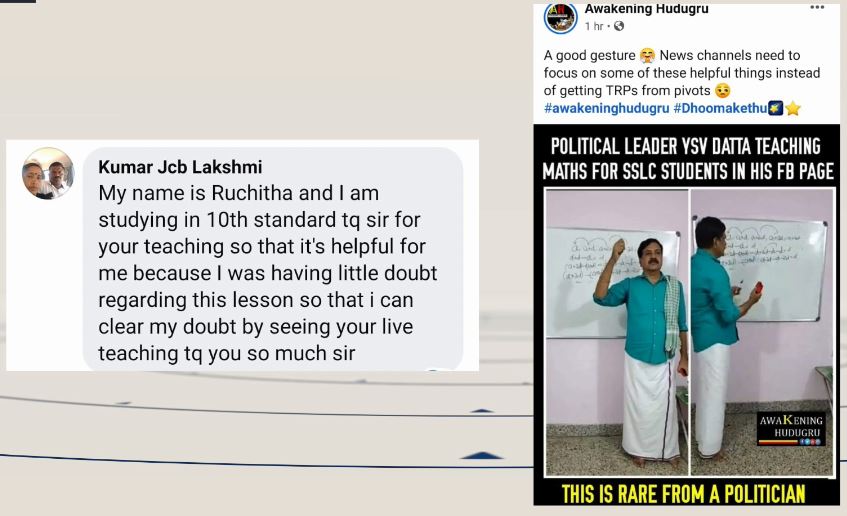 Kumar Jcb Lakshmi
My name is Ruchitha and I am
studying in 10th standard tq sir for
your teaching so that it's helpful for
me because I was having little doubt
regarding this lesson so that i can
clear my doubt by seeing your live
teaching tq you so much sir
Awakening Hudugru
1 hr
A good gesture 🤗 News channels need to
focus on some of these helpful things instead
of getting TRPs from pivots 😒
#awakeninghudugru #Dhoomakethu🌠⭐
POLITICAL LEADER YSV DATTA TEACHING
MATHS FOR SSLC STUDENTS IN HIS FB PAGE
AWAKENING
HUDUGRU
THIS IS RARE FROM A POLITICIAN